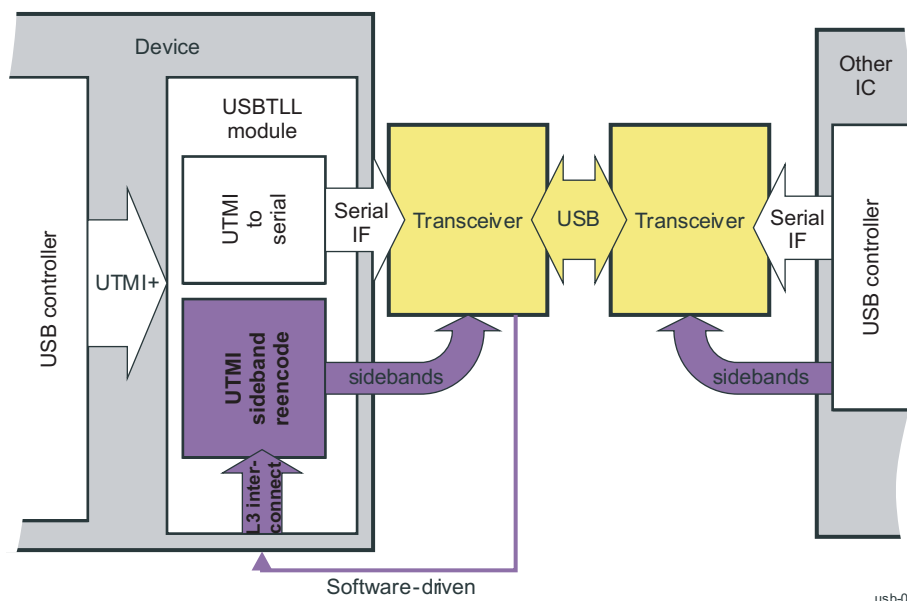 Device
Other
IC
USBTLL
module
UTMI
to
serial
Serial
IF
Transceiver
USB
Transceiver
Serial
IF
USB controller
UTMI+
USB controller
UTMI
sideband
reencode
sidebands
sidebands
L3 inter-
connect
Software-driven